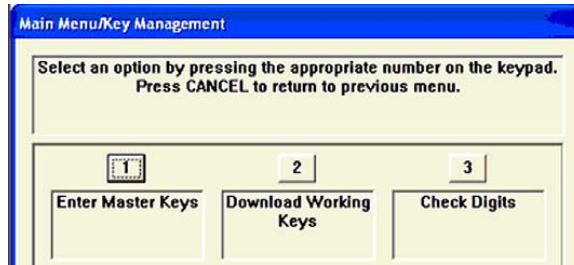 Main Menu/Key Management
Select an option by pressing the appropriate number on the keypad.
Press CANCEL to return to previous menu.
1 2 3
Enter Master Keys Download Working Check Digits
Keys